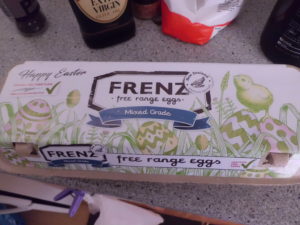 EXTRA
VIRGIN
Happy Easter
FRENZ
free range eggs
Mixed Grade
FRENZ
free range eggs